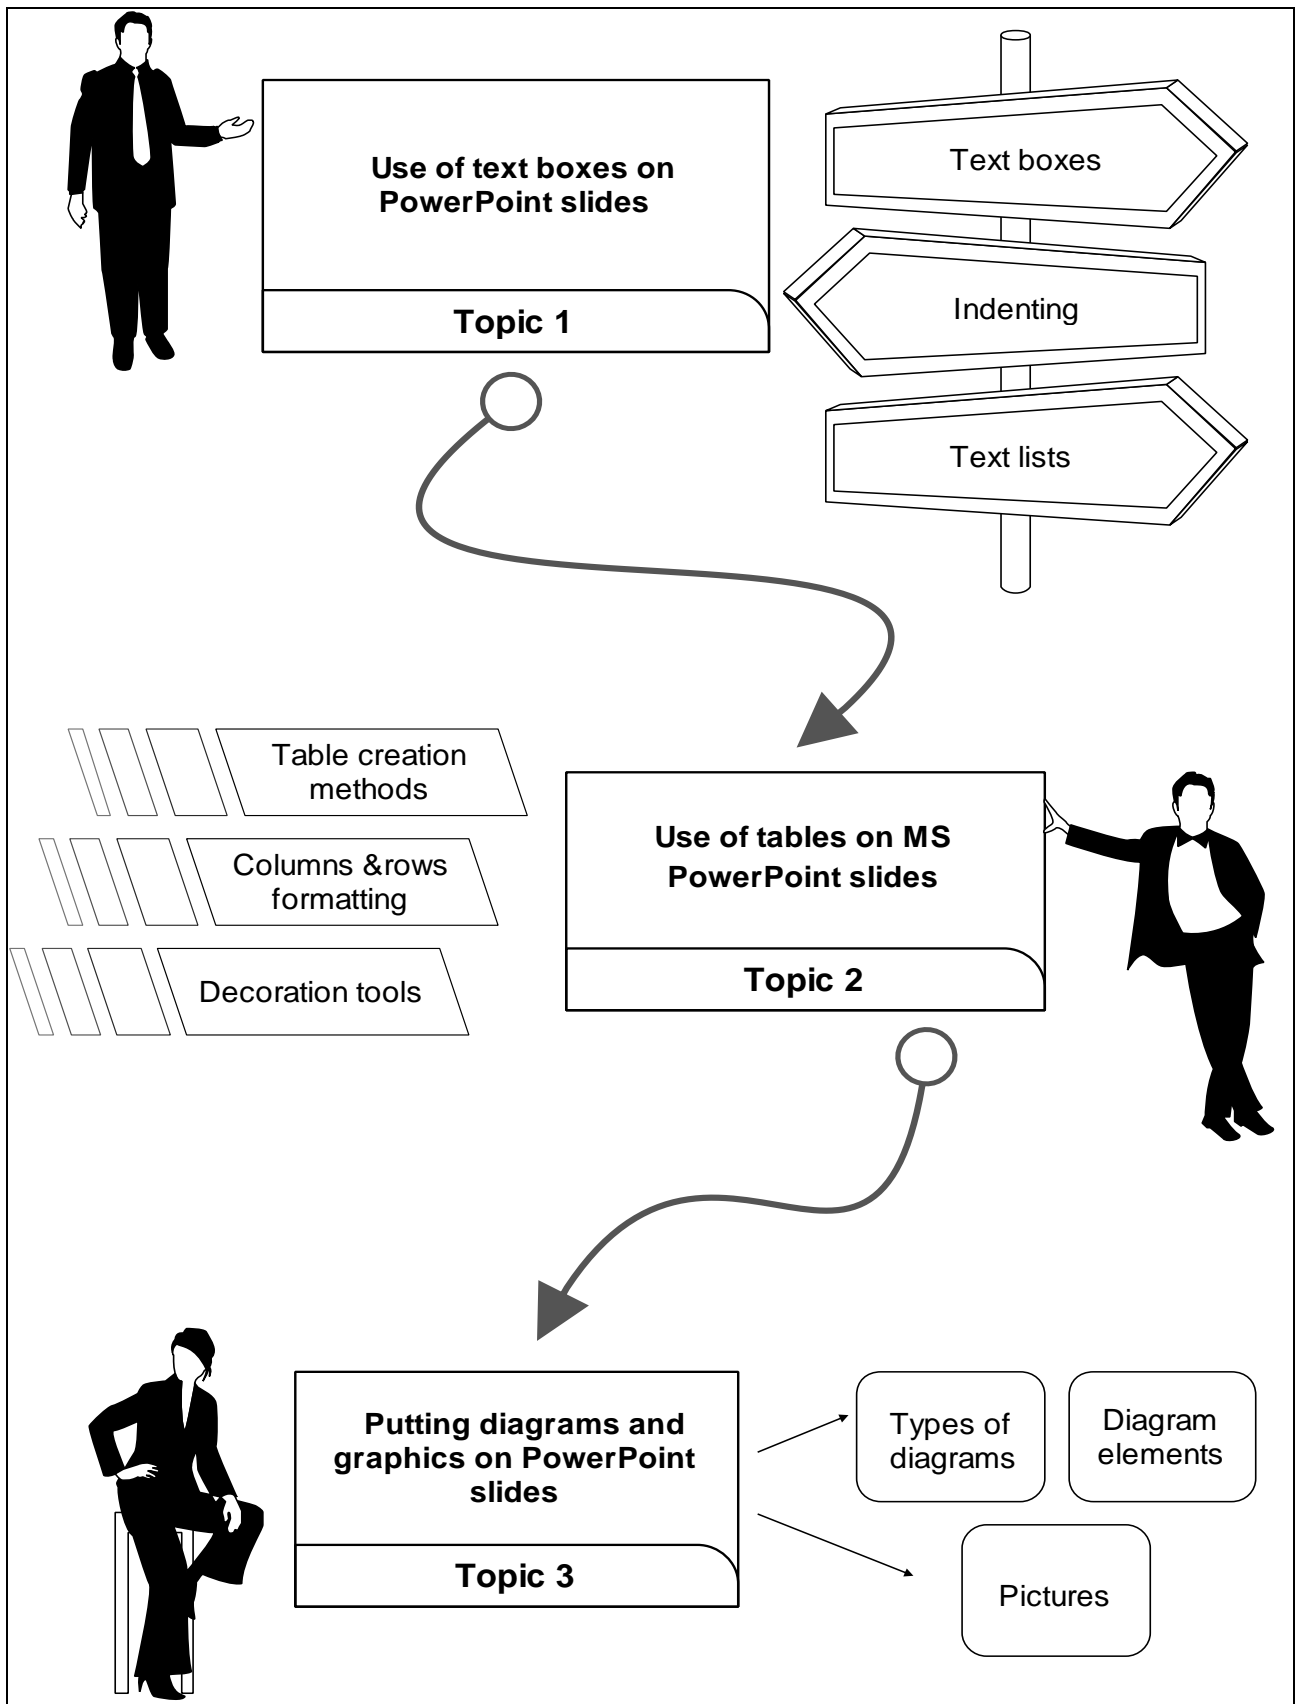 Use of text boxes on
PowerPoint slides
Topic 1
Text boxes
Indenting
Text lists
Table creation
methods
Columns &rows
formatting
Decoration tools
Use of tables on MS
PowerPoint slides
Topic 2
Putting diagrams and
graphics on PowerPoint
slides
Topic 3
Types of
diagrams
Diagram
elements
Pictures